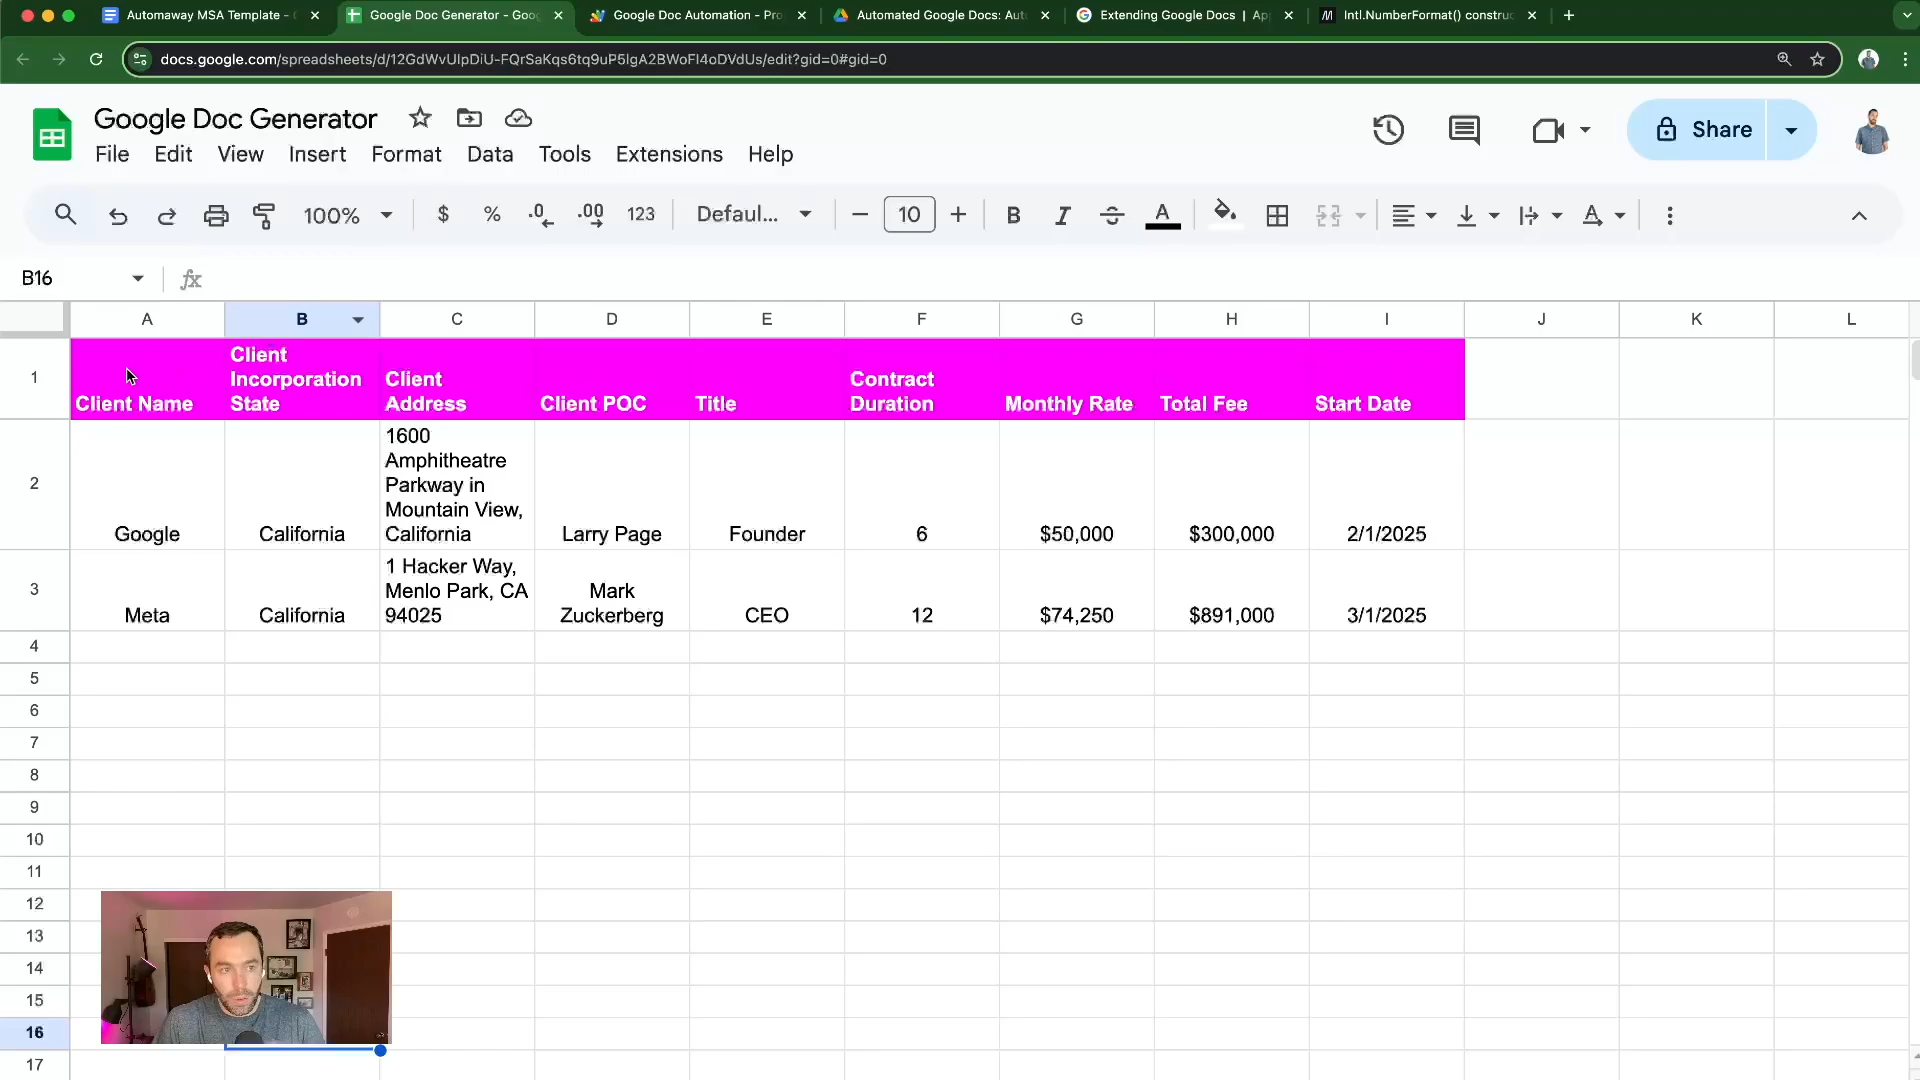 Automaway MSA Template -
Google Doc Generator - Goo
Google Doc Automation - Pro
Automated Google Docs: Aut
Extending Google Docs | Ap
Intl.NumberFormat() construc
docs.google.com/spreadsheets/d/12GdWvUlpDiU-FQrSaKqs6tq9uP5lgA2BWoFI4oDVdUs/edit?gid=0#gid=0
Google Doc Generator
File Edit View Insert Format Data Tools Extensions Help
Share
100% $ % .0 .00 123 Defaul... 10 B I A A
B16 fx
A B C D E F G H I J K L
1
Client Name
Client
Incorporation
State
Client
Address
Client POC
Title
Contract
Duration
Monthly Rate
Total Fee
Start Date
2
Google
California
1600
Amphitheatre
Parkway in
Mountain View,
California
Larry Page
Founder
6
$50,000
$300,000
2/1/2025
3
Meta
California
1 Hacker Way,
Menlo Park, CA
94025
Mark
Zuckerberg
CEO
12
$74,250
$891,000
3/1/2025
4
5
6
7
8
9
10
11
12
13
14
15
16
17